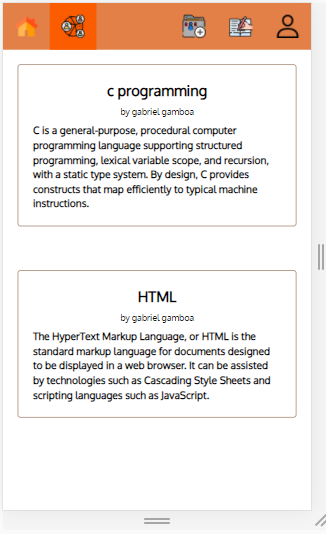 c programming
by gabriel gamboa
C is a general-purpose, procedural computer
programming language supporting structured
programming, lexical variable scope, and recursion,
with a static type system. By design, C provides
constructs that map efficiently to typical machine
instructions.
HTML
by gabriel gamboa
The HyperText Markup Language, or HTML is the
standard markup language for documents designed
to be displayed in a web browser. It can be assisted
by technologies such as Cascading Style Sheets and
scripting languages such as JavaScript.